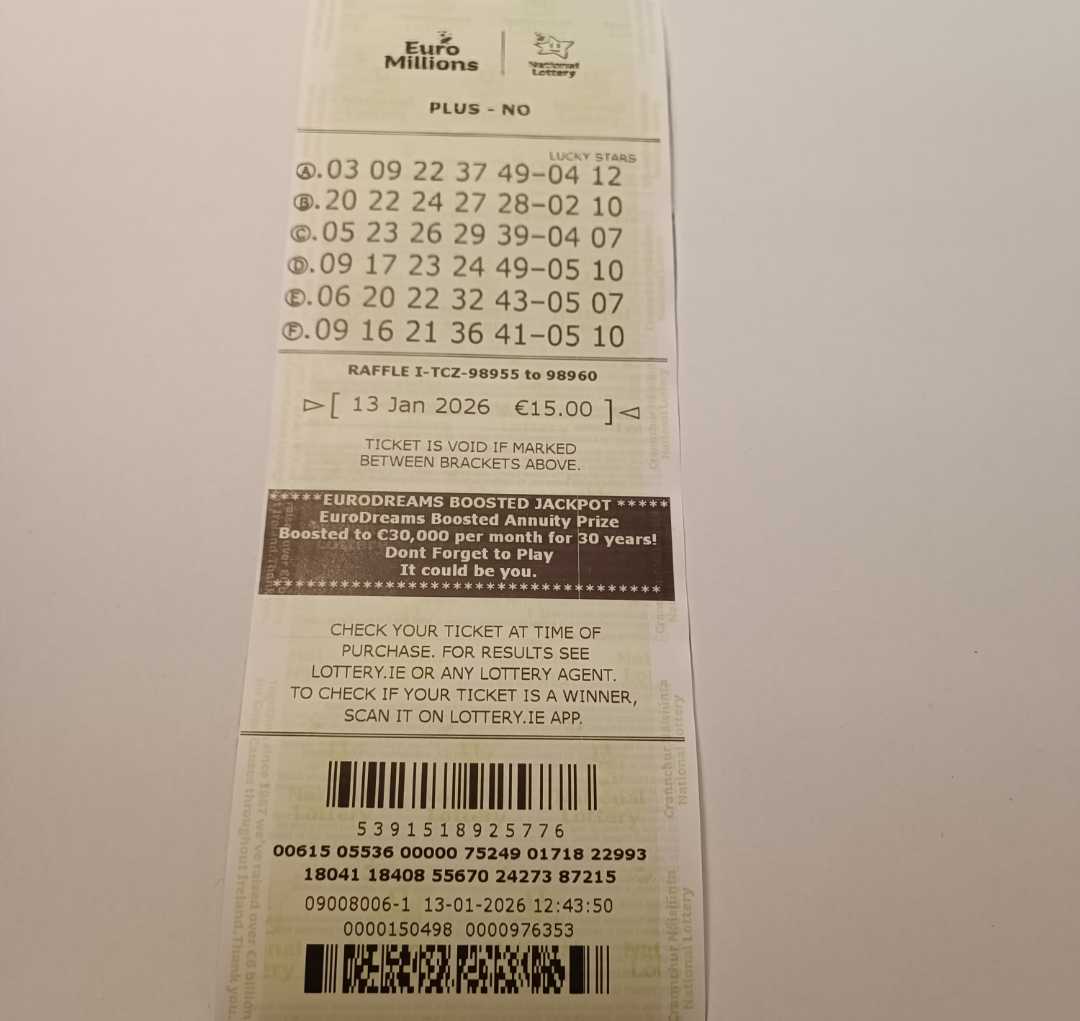 Euro
Millions
National
Lottery
PLUS - NO
LUCKY STARS
A.03 09 22 37 49-04 12
B.20 22 24 27 28-02 10
C.05 23 26 29 39-04 07
D.09 17 23 24 49-05 10
E.06 20 22 32 43-05 07
F.09 16 21 36 41-05 10
RAFFLE I-TCZ-98955 to 98960
[ 13 Jan 2026 €15.00 ]
TICKET IS VOID IF MARKED
BETWEEN BRACKETS ABOVE.
*****EURODREAMS BOOSTED JACKPOT *****
EuroDreams Boosted Annuity Prize
Boosted to €30,000 per month for 30 years!
Dont Forget to Play
It could be you.
CHECK YOUR TICKET AT TIME OF
PURCHASE. FOR RESULTS SEE
LOTTERY.IE OR ANY LOTTERY AGENT.
TO CHECK IF YOUR TICKET IS A WINNER,
SCAN IT ON LOTTERY.IE APP.
5391518925776
00615 05536 00000 75249 01718 22993
18041 18408 55670 24273 87215
09008006-1 13-01-2026 12:43:50
0000150498 0000976353
Crannchur Náisiúnta
National Lottery